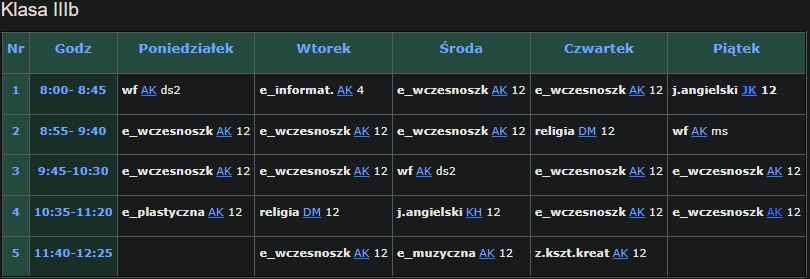 Klasa IIIb
Nr Godz Poniedziałek Wtorek Środa Czwartek Piątek
1 8:00- 8:45 wf AK ds2 e_informat. AK 4 e_wczesnoszk AK 12 e_wczesnoszk AK 12 j.angielski JK 12
2 8:55- 9:40 e_wczesnoszk AK 12 e_wczesnoszk AK 12 e_wczesnoszk AK 12 religia DM 12 wf AK ms
3 9:45-10:30 e_wczesnoszk AK 12 e_wczesnoszk AK 12 wf AK ds2 e_wczesnoszk AK 12 e_wczesnoszk AK 12
4 10:35-11:20 e_plastyczna AK 12 religia DM 12 j.angielski KH 12 e_wczesnoszk AK 12 e_wczesnoszk AK 12
5 11:40-12:25 e_wczesnoszk AK 12 e_muzyczna AK 12 z.kszt.kreat AK 12